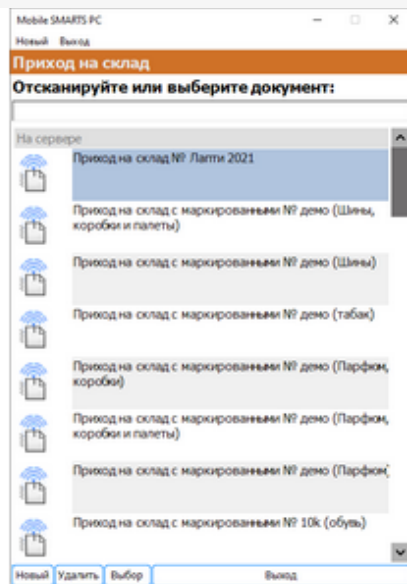 Mobile SMARTS PC
Новый Выход
Приход на склад
Отсканируйте или выберите документ:
На сервере
Приход на склад № Лапти 2021
Приход на склад с маркированными № демо (Шины,
коробки и палеты)
Приход на склад с маркированными № демо (Шины)
Приход на склад с маркированными № демо (табак)
Приход на склад с маркированными № демо (Парфюм,
коробки)
Приход на склад с маркированными № демо (Парфюм,
коробки и палеты)
Приход на склад с маркированными № демо (Парфюм)
Приход на склад с маркированными № 10k (обувь)
Новый Удалить Выбор Выход